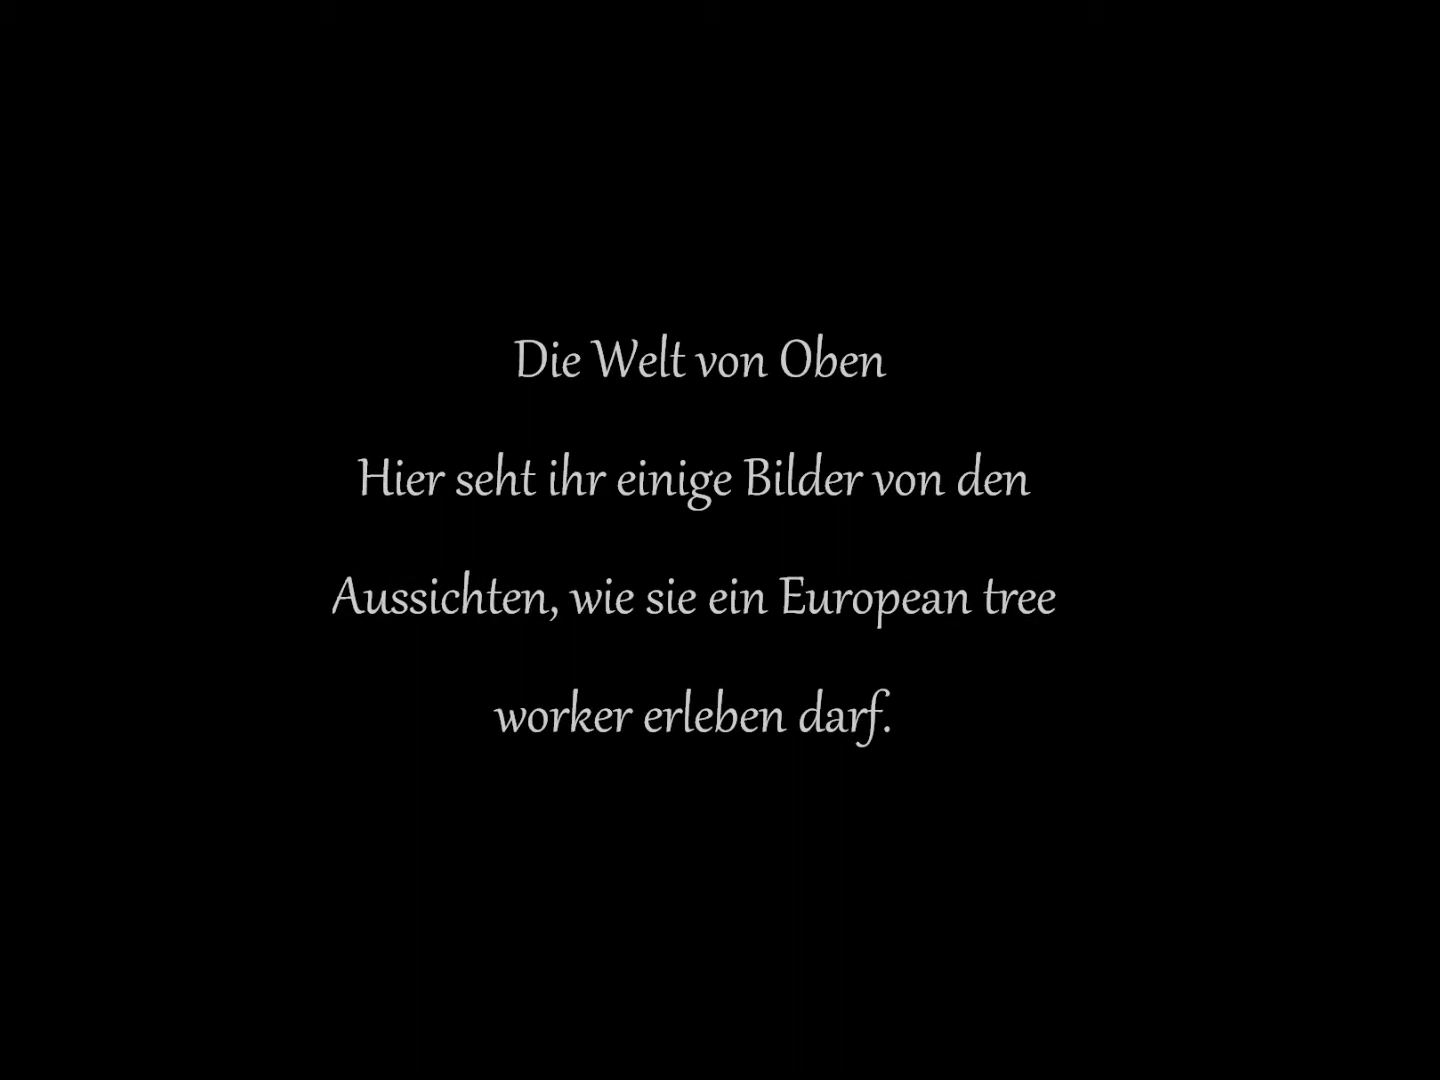 Die Welt von Oben
Hier seht ihr einige Bilder von den
Aussichten, wie sie ein European tree
worker erleben darf.